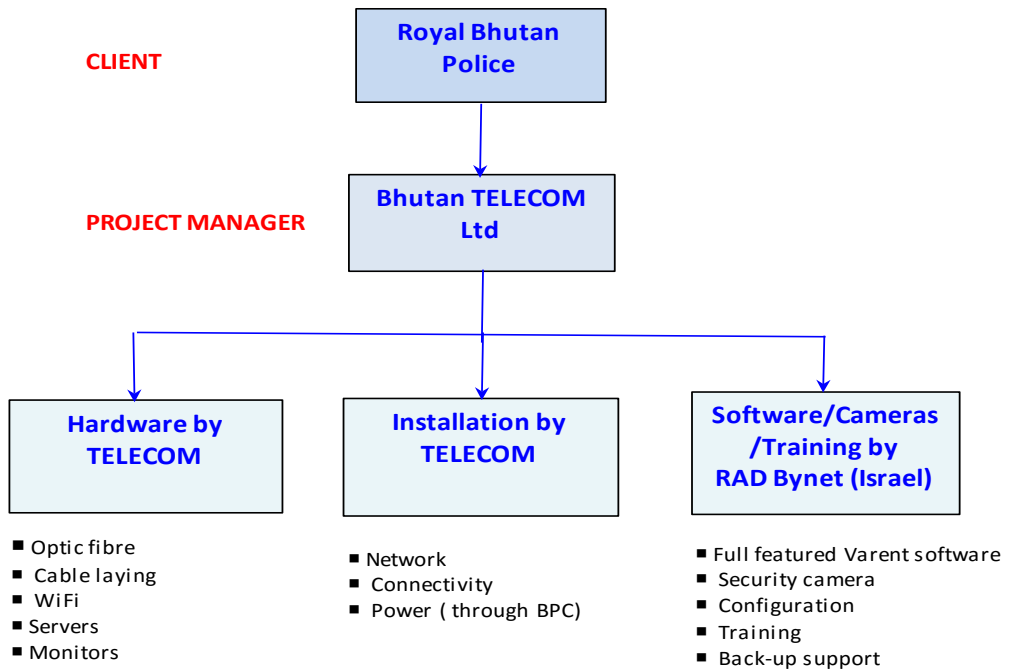 CLIENT
Royal Bhutan
Police
PROJECT MANAGER
Bhutan TELECOM
Ltd
Hardware by
TELECOM
▪ Optic fibre
▪ Cable laying
▪ WiFi
▪ Servers
▪ Monitors
Installation by
TELECOM
▪ Network
▪ Connectivity
▪ Power ( through BPC)
Software/Cameras
/Training by
RAD Bynet (Israel)
▪ Full featured Varent software
▪ Security camera
▪ Configuration
▪ Training
▪ Back-up support